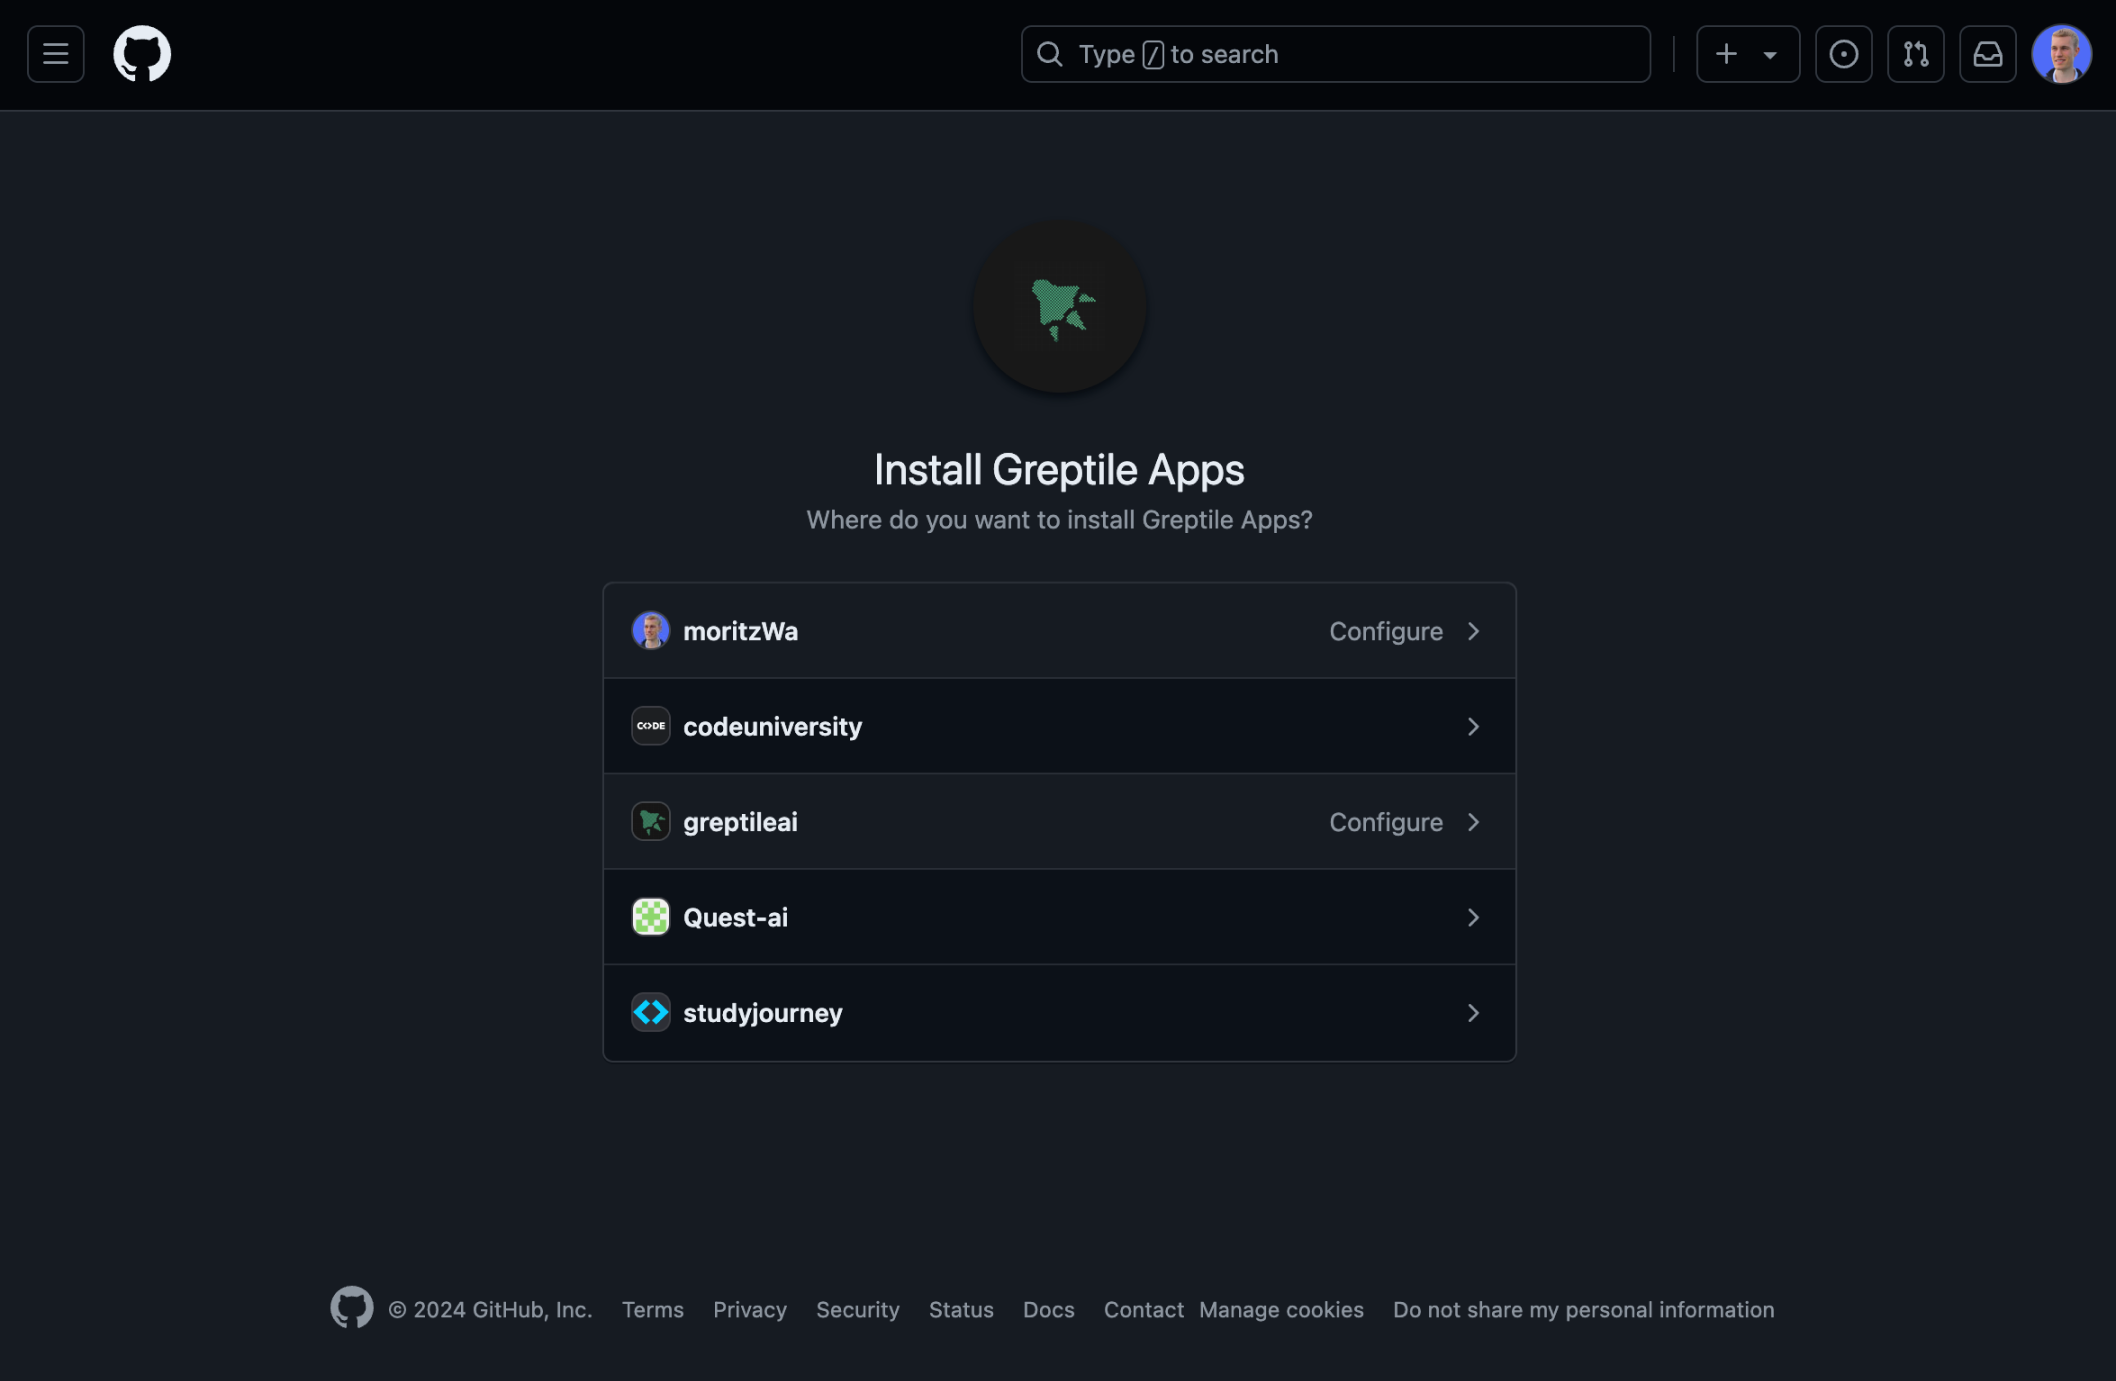 Type / to search
Install Greptile Apps
Where do you want to install Greptile Apps?
moritzWa Configure
CODE codeuniversity
greptileai Configure
Quest-ai
studyjourney
© 2024 GitHub, Inc. Terms Privacy Security Status Docs Contact Manage cookies Do not share my personal information